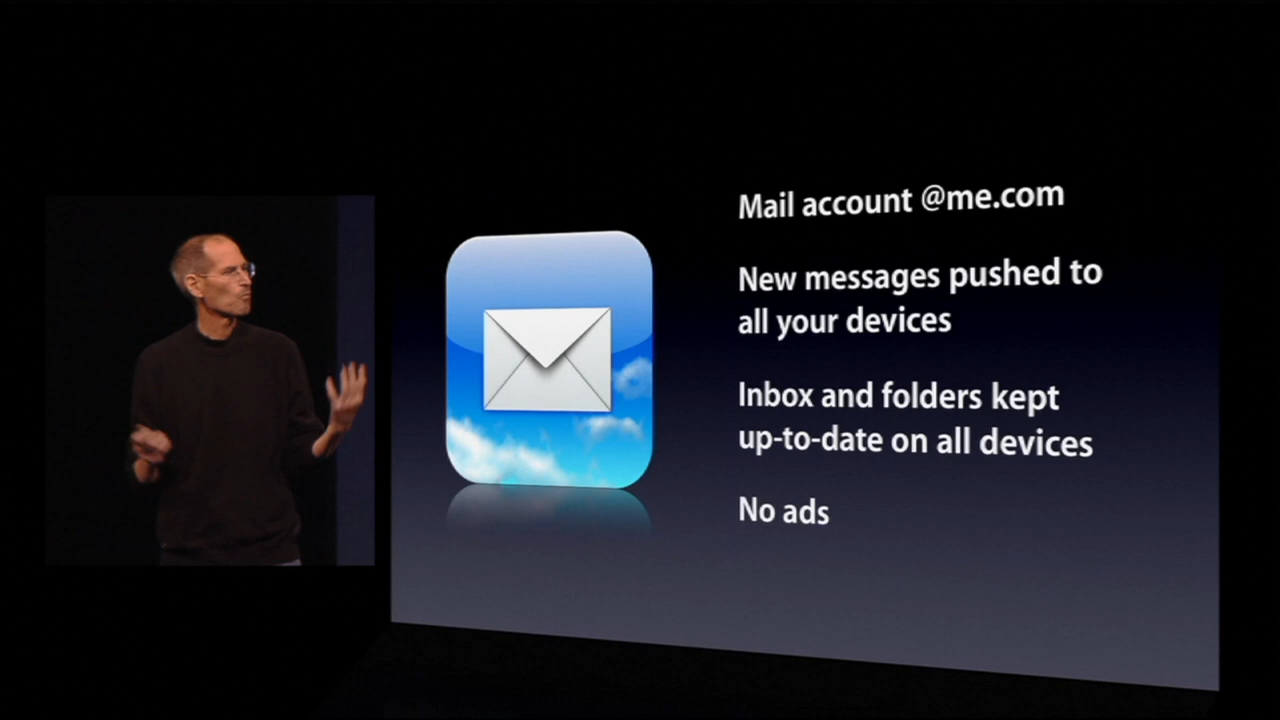 Mail account @me.com
New messages pushed to
all your devices
Inbox and folders kept
up-to-date on all devices
No ads